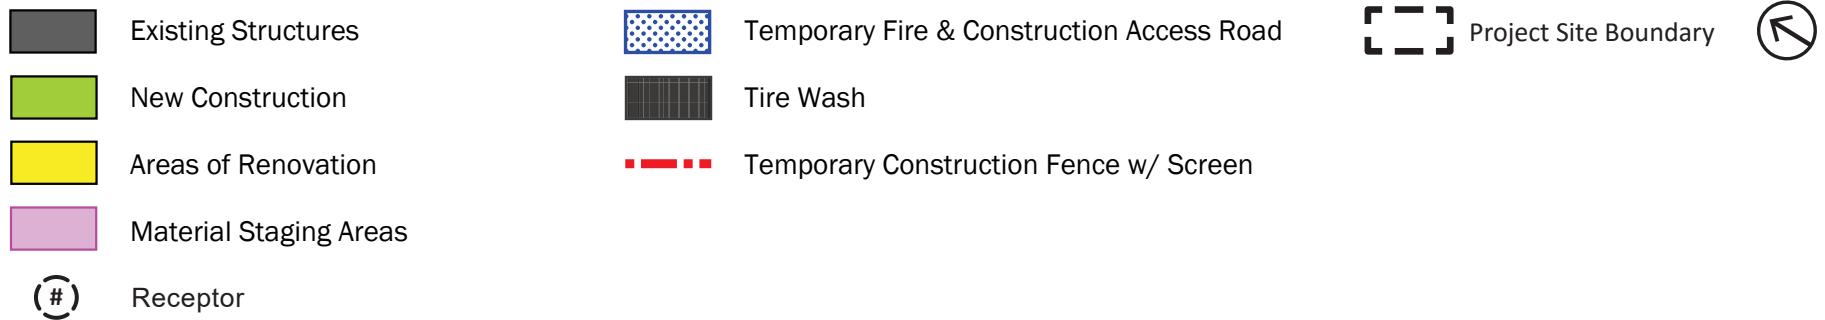 Existing Structures
New Construction
Areas of Renovation
Material Staging Areas
#
Receptor
Temporary Fire & Construction Access Road
Tire Wash
Temporary Construction Fence w/ Screen
Project Site Boundary